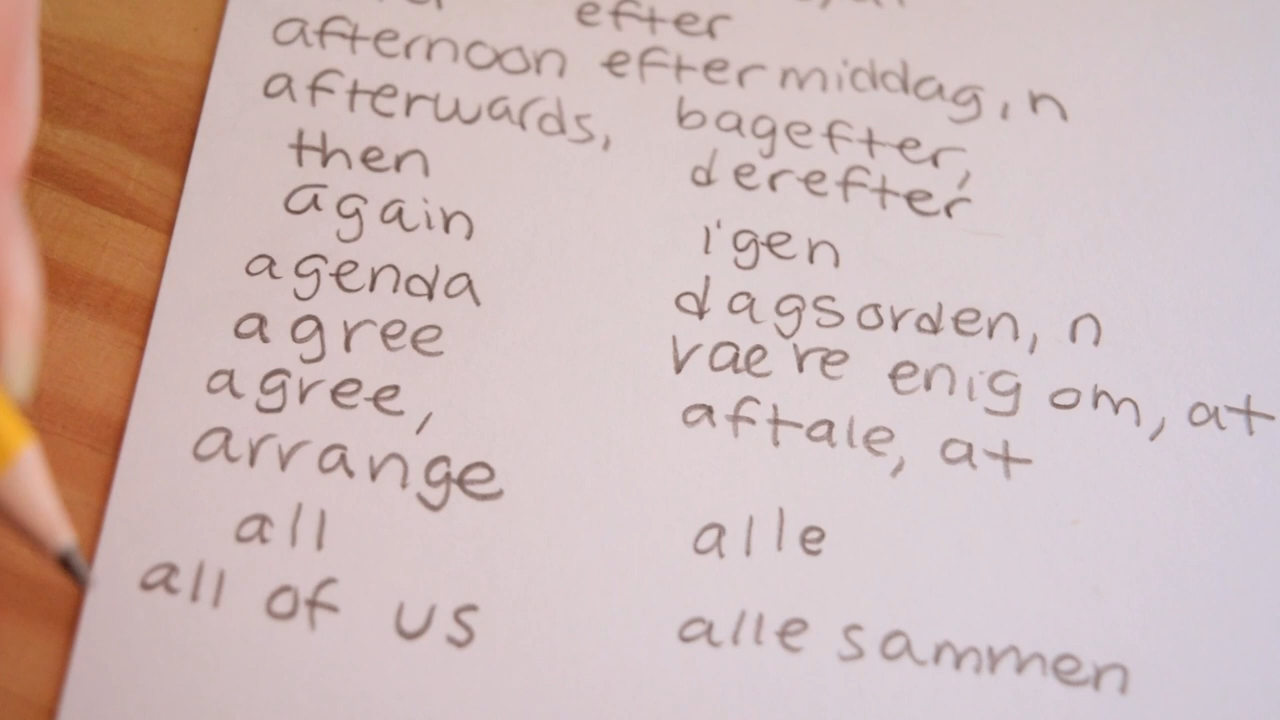 efter
afternoon eftermiddag, n
afterwards, bagefter,
then derefter
again igen
agenda dagsorden, n
agree vaere enig om, at
agree, aftale, at
arrange
all alle
all of us alle sammen